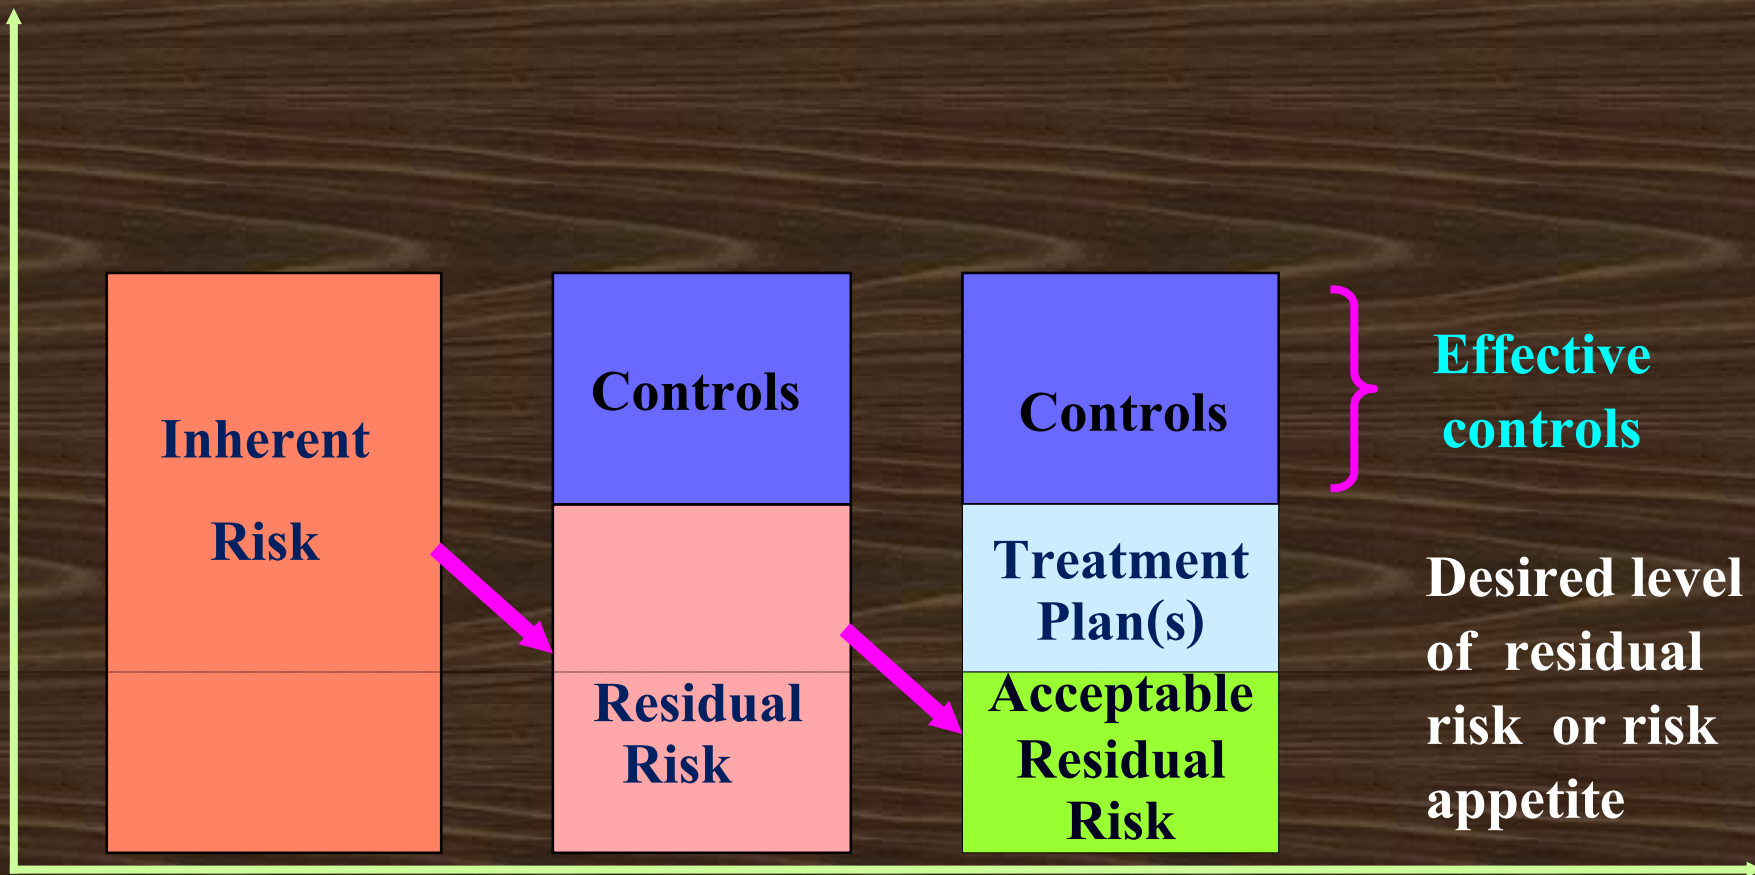 Inherent
Risk
Controls
Residual
Risk
Controls
Treatment
Plan(s)
Acceptable
Residual
Risk
Effective
controls
Desired level
of residual
risk or risk
appetite